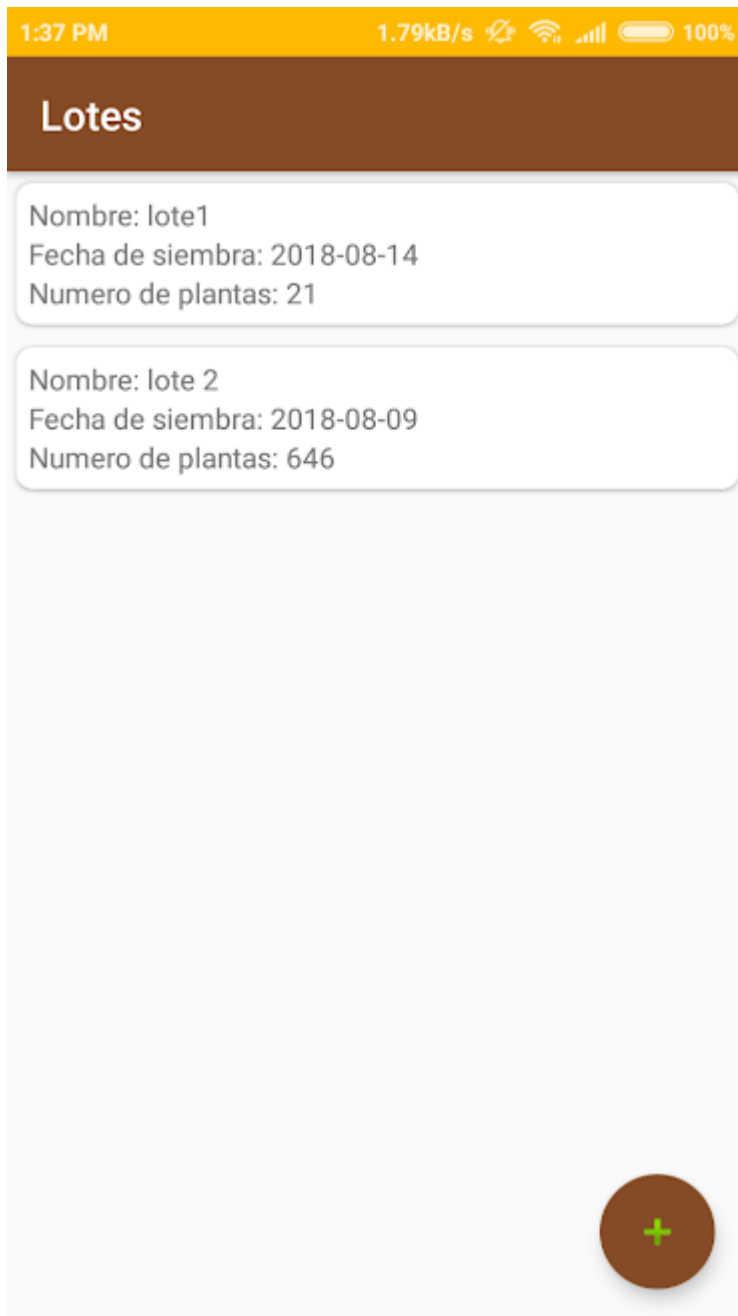 1:37 PM 1.79kB/s 100%
Lotes
Nombre: lote1
Fecha de siembra: 2018-08-14
Numero de plantas: 21
Nombre: lote 2
Fecha de siembra: 2018-08-09
Numero de plantas: 646
+